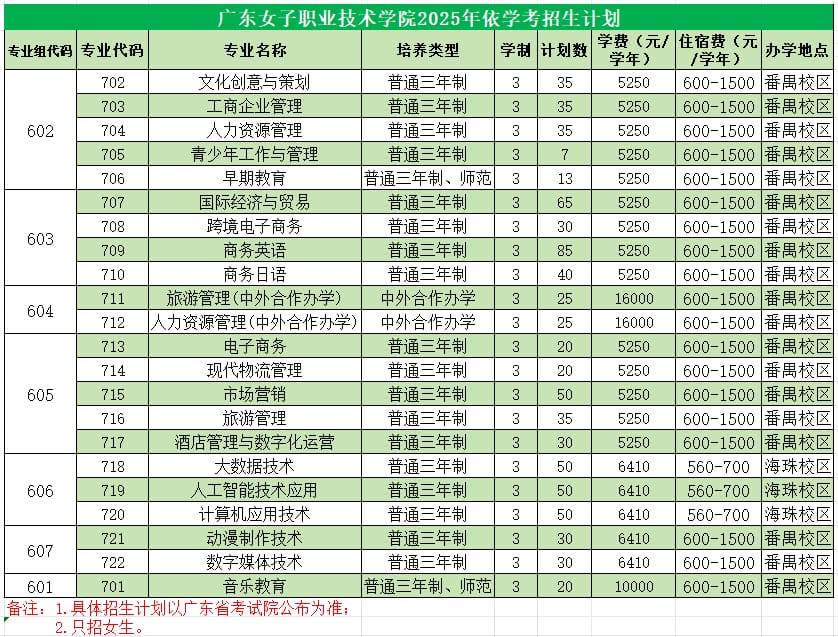 广东女子职业技术学院2025年依学考招生计划
专业组代码 专业代码 专业名称 培养类型 学制 计划数 学费（元/学年） 住宿费（元/学年） 办学地点
602 702 文化创意与策划 普通三年制 3 35 5250 600-1500 番禺校区
703 工商企业管理 普通三年制 3 35 5250 600-1500 番禺校区
704 人力资源管理 普通三年制 3 35 5250 600-1500 番禺校区
705 青少年工作与管理 普通三年制 3 7 5250 600-1500 番禺校区
706 早期教育 普通三年制、师范 3 13 5250 600-1500 番禺校区
603 707 国际经济与贸易 普通三年制 3 65 5250 600-1500 番禺校区
708 跨境电子商务 普通三年制 3 30 5250 600-1500 番禺校区
709 商务英语 普通三年制 3 85 5250 600-1500 番禺校区
710 商务日语 普通三年制 3 40 5250 600-1500 番禺校区
604 711 旅游管理(中外合作办学) 中外合作办学 3 25 16000 600-1500 番禺校区
712 人力资源管理(中外合作办学) 中外合作办学 3 25 16000 600-1500 番禺校区
605 713 电子商务 普通三年制 3 20 5250 600-1500 番禺校区
714 现代物流管理 普通三年制 3 20 5250 600-1500 番禺校区
715 市场营销 普通三年制 3 50 5250 600-1500 番禺校区
716 旅游管理 普通三年制 3 35 5250 600-1500 番禺校区
717 酒店管理与数字化运营 普通三年制 3 30 5250 600-1500 番禺校区
606 718 大数据技术 普通三年制 3 50 6410 560-700 海珠校区
719 人工智能技术应用 普通三年制 3 50 6410 560-700 海珠校区
720 计算机应用技术 普通三年制 3 50 6410 560-700 海珠校区
607 721 动漫制作技术 普通三年制 3 30 6410 600-1500 番禺校区
722 数字媒体技术 普通三年制 3 30 6410 600-1500 番禺校区
601 701 音乐教育 普通三年制、师范 3 20 10000 600-1500 番禺校区
备注：1.具体招生计划以广东省考试院公布为准；
2.只招女生。